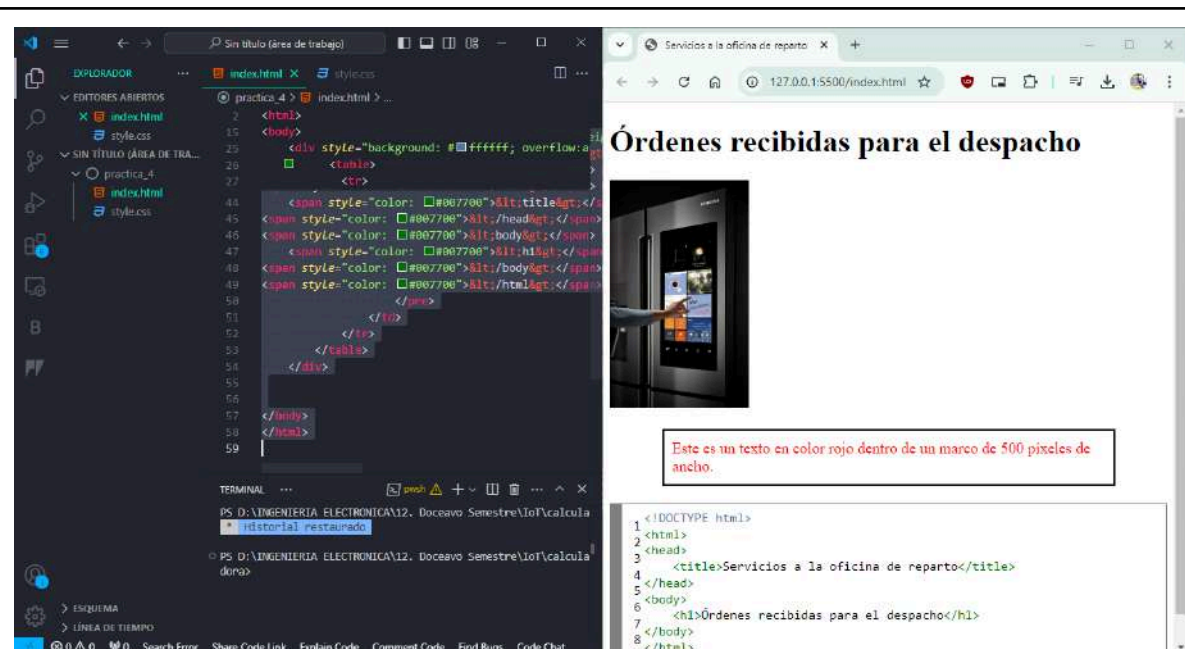 Sin título (área de trabajo)
EXPLORADOR
EDITORES ABIERTOS
index.html
style.css
SIN TÍTULO (ÁREA DE TRA...
practica_4
index.html
style.css
ESQUEMA
LÍNEA DE TIEMPO
index.html
style.css
practica_4 > index.html > ...
2 <html>
15 <body>
25 <div style="background: #ffffff; overflow:a
26 <table>
27 <tr>
44 <span style="color: #007700">&lt;title&gt;</s
45 <span style="color: #007700">&lt;/head&gt;</span>
46 <span style="color: #007700">&lt;body&gt;</span>
47 <span style="color: #007700">&lt;h1&gt;</span
48 <span style="color: #007700">&lt;/body&gt;</span>
49 <span style="color: #007700">&lt;/html&gt;</span>
50 </pre>
51 </td>
52 </tr>
53 </table>
54 </div>
55
56
57 </body>
58 </html>
59
TERMINAL
pwsh
PS D:\INGENIERIA ELECTRONICA\12. Doceavo Semestre\IoT\calcula
* Historial restaurado
PS D:\INGENIERIA ELECTRONICA\12. Doceavo Semestre\IoT\calcula
dora>
0 0 0 Search Error Share Code Link Explain Code Comment Code Find Bugs Code Chat
Servicios a la oficina de reparto
127.0.0.1:5500/index.html
Órdenes recibidas para el despacho
SAMSUNG
Este es un texto en color rojo dentro de un marco de 500 pixeles de
ancho.
1 <!DOCTYPE html>
2 <html>
3 <head>
4 <title>Servicios a la oficina de reparto</title>
5 </head>
6 <body>
7 <h1>Órdenes recibidas para el despacho</h1>
8 </body>
</html>